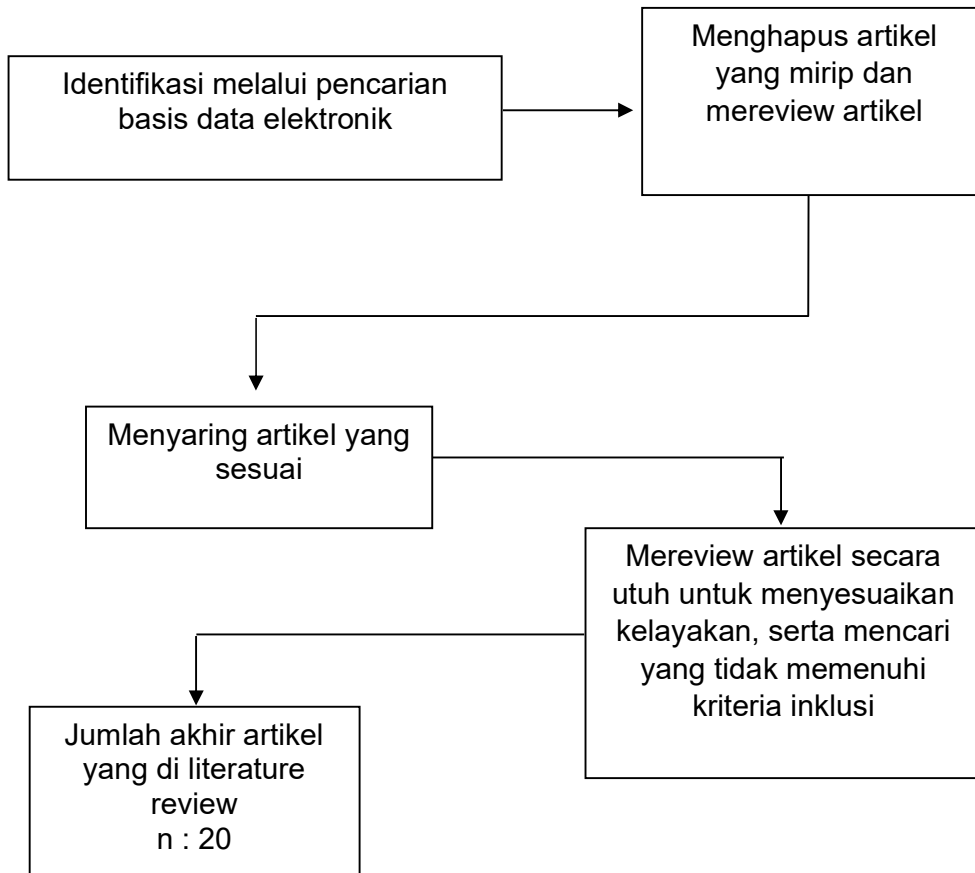 Identifikasi melalui pencarian
basis data elektronik
Menghapus artikel
yang mirip dan
mereview artikel
Menyaring artikel yang
sesuai
Mereview artikel secara
utuh untuk menyesuaikan
kelayakan, serta mencari
yang tidak memenuhi
kriteria inklusi
Jumlah akhir artikel
yang di literature
review
n : 20